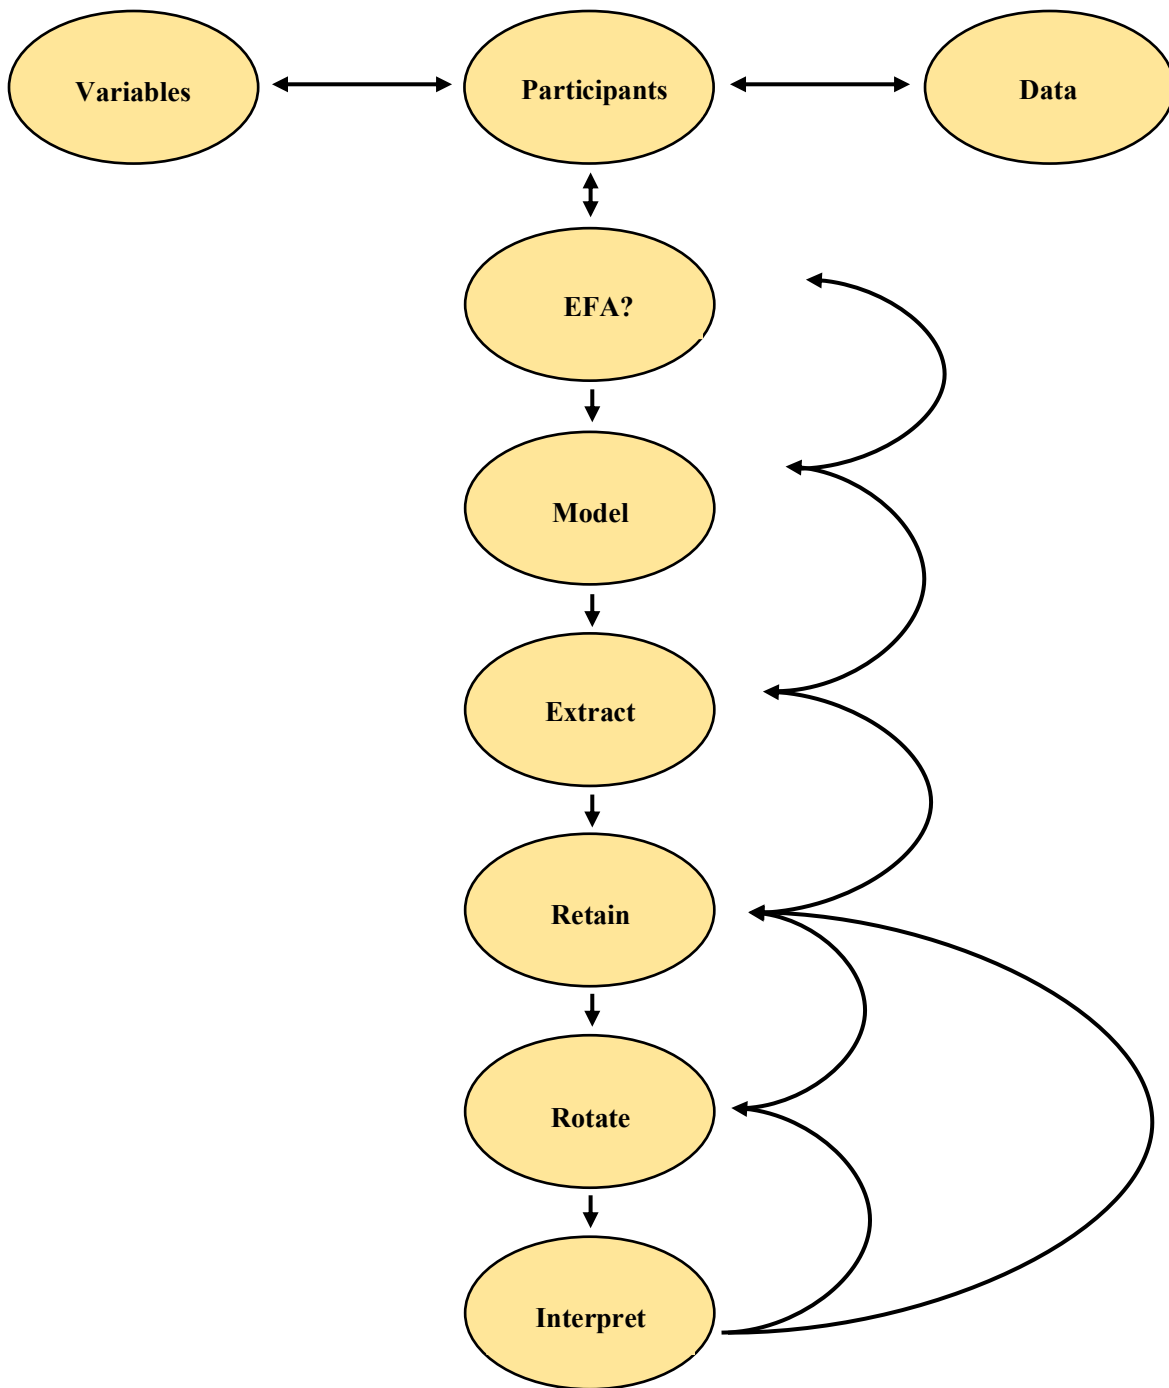 Variables
Participants
Data
EFA?
Model
Extract
Retain
Rotate
Interpret